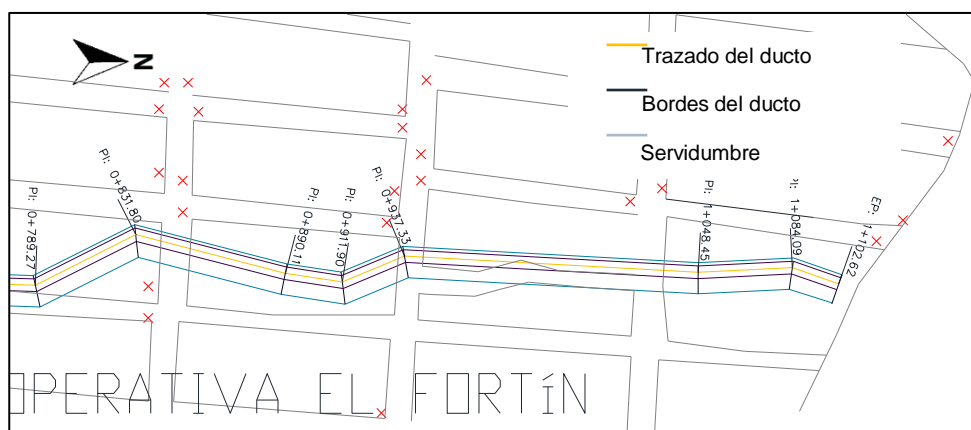 N
Trazado del ducto
Bordes del ducto
Servidumbre
PI: 0+789.27
PI: 0+831.80
PI: 0+890.11
PI: 0+911.90
PI: 0+937.33
PI: 1+048.45
PI: 1+084.09
EP: 1+102.62
OPERATIVA EL FORTíN